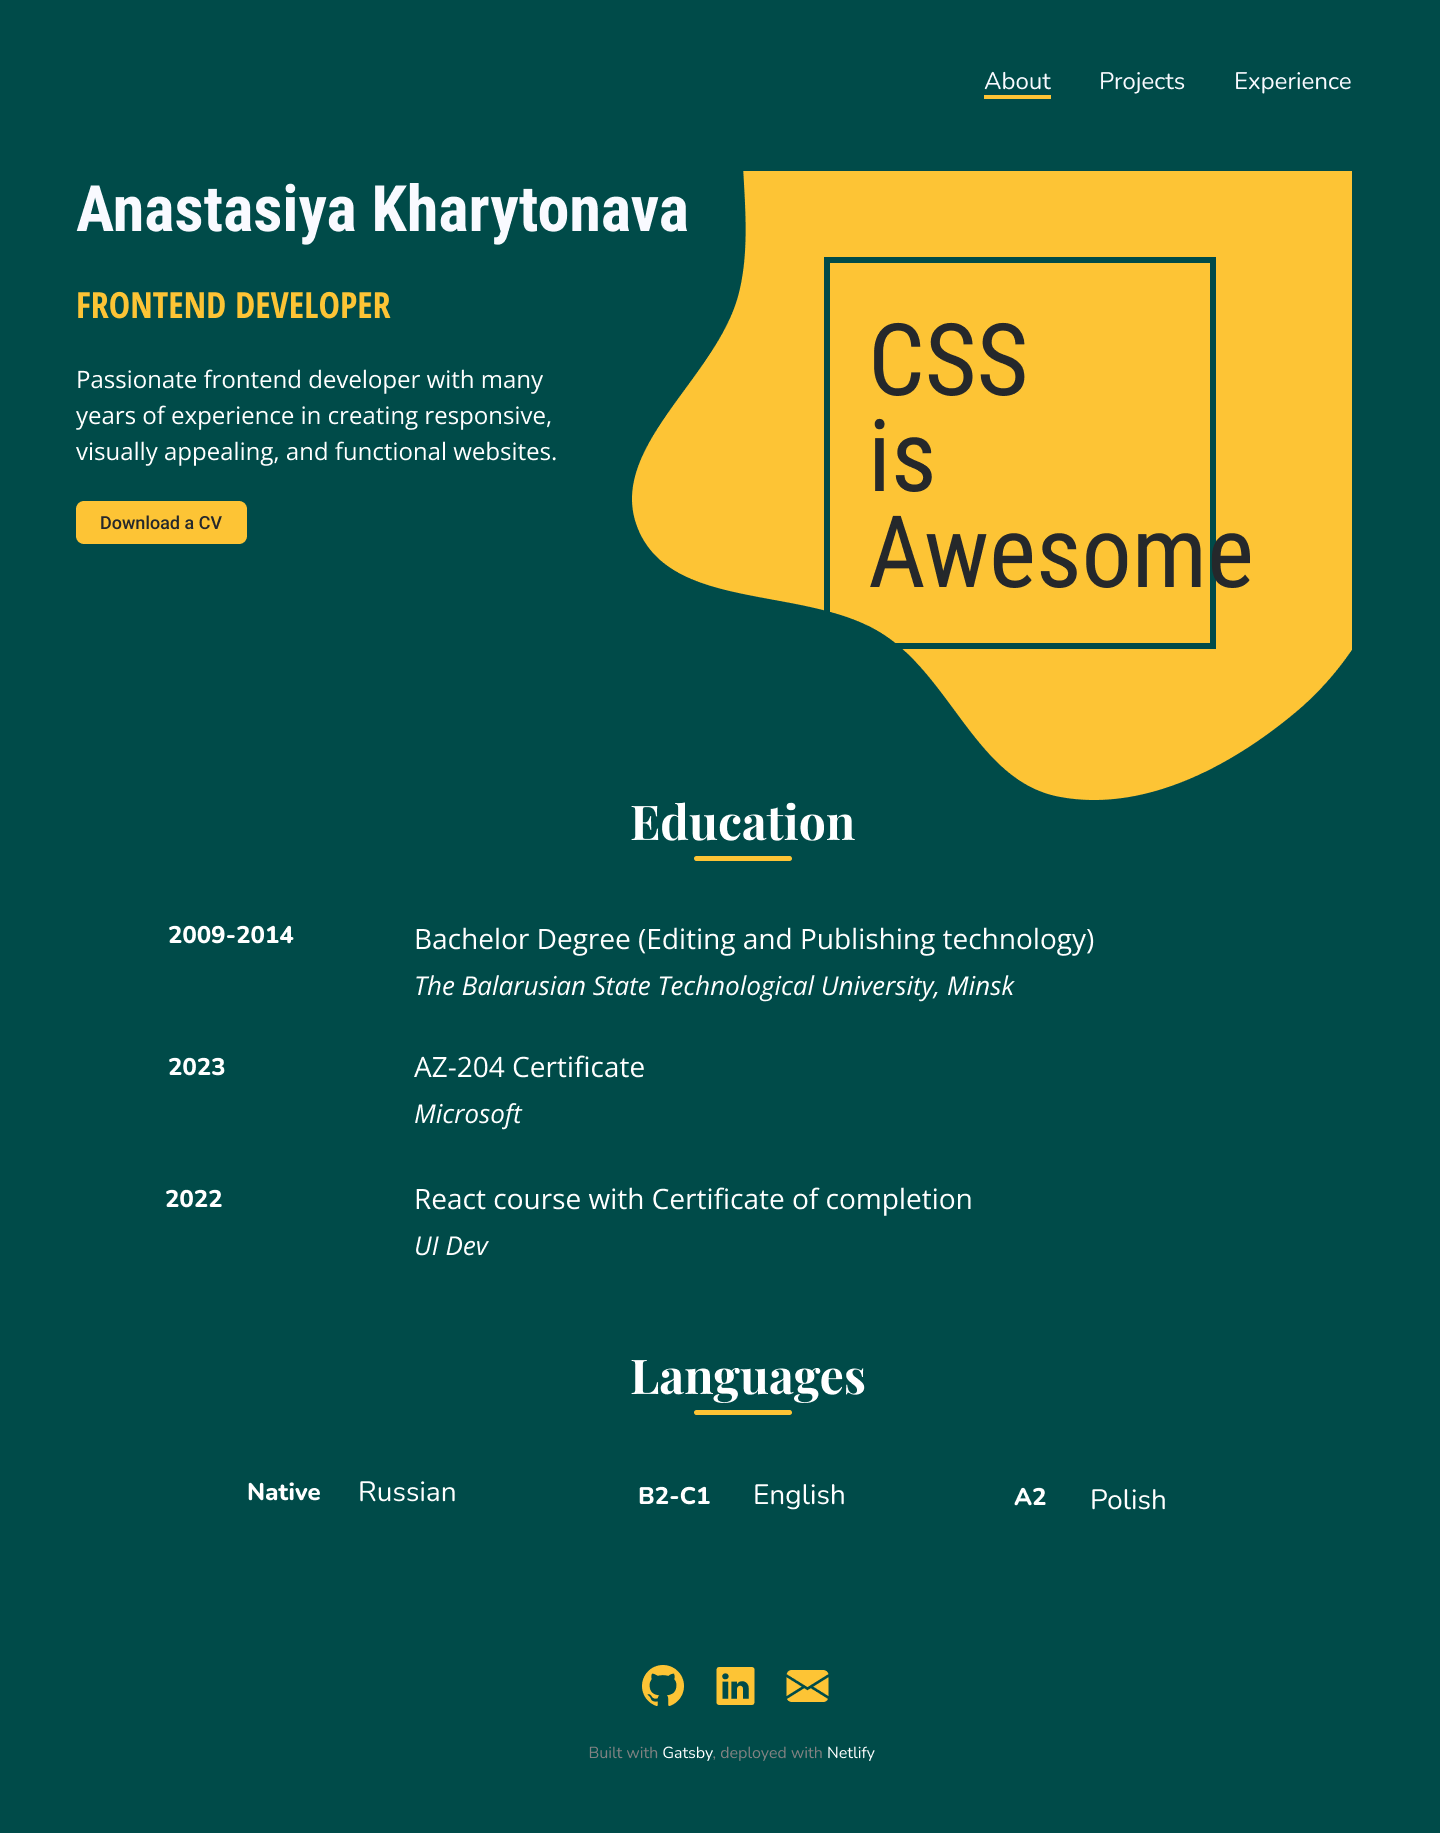 About Projects Experience
Anastasiya Kharytonava
FRONTEND DEVELOPER
Passionate frontend developer with many
years of experience in creating responsive,
visually appealing, and functional websites.
Download a CV
CSS
is
Awesome
Education
2009-2014 Bachelor Degree (Editing and Publishing technology)
The Balarusian State Technological University, Minsk
2023 AZ-204 Certificate
Microsoft
2022 React course with Certificate of completion
UI Dev
Languages
Native Russian B2-C1 English A2 Polish
in
Built with Gatsby, deployed with Netlify